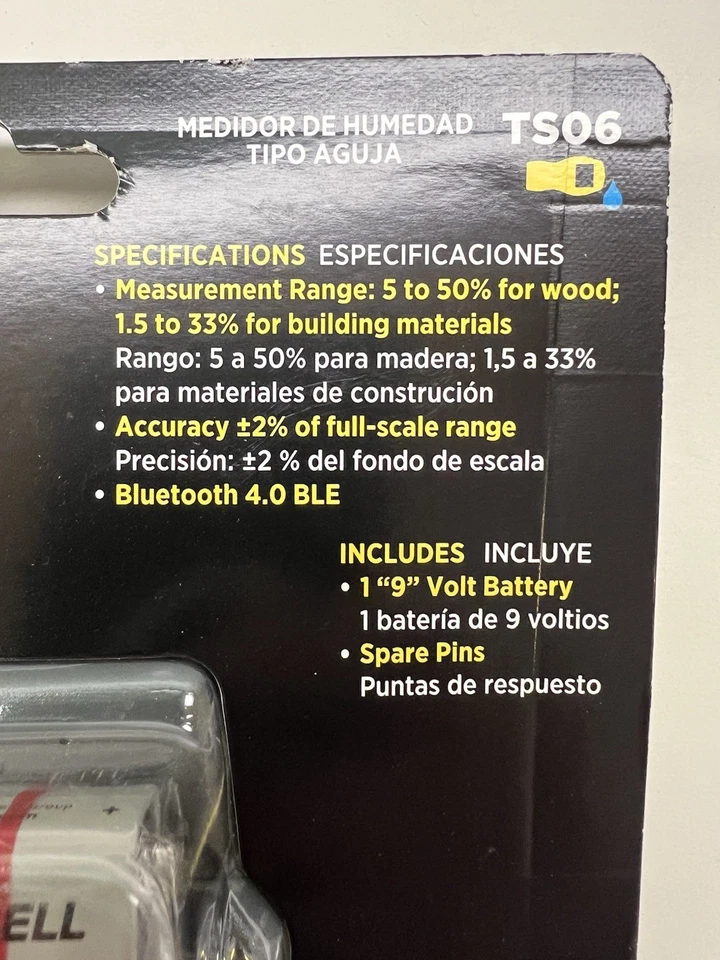 MEDIDOR DE HUMEDAD TS06
TIPO AGUJA
SPECIFICATIONS ESPECIFICACIONES
• Measurement Range: 5 to 50% for wood;
1.5 to 33% for building materials
Rango: 5 a 50% para madera; 1,5 a 33%
para materiales de construción
• Accuracy ±2% of full-scale range
Precisión: ±2 % del fondo de escala
• Bluetooth 4.0 BLE
INCLUDES INCLUYE
• 1 “9” Volt Battery
1 batería de 9 voltios
• Spare Pins
Puntas de respuesto
+
ELL